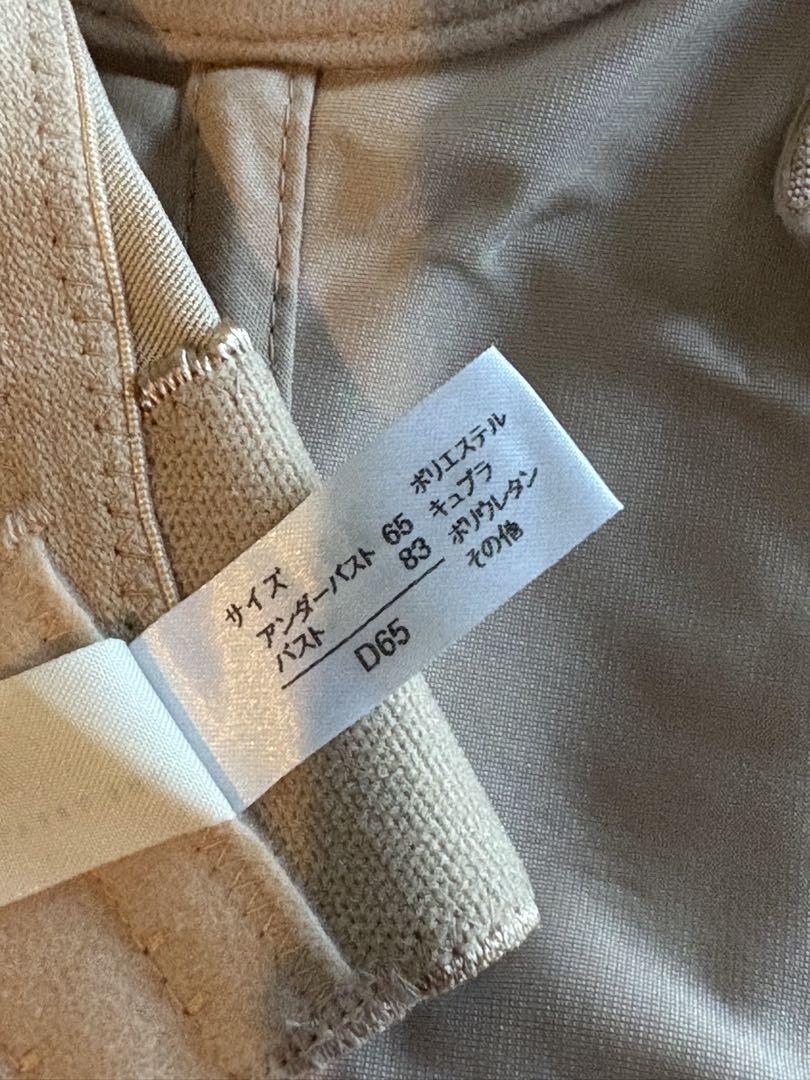 サイズ
アンダーバスト 65
バスト 83
D65
ポリエステル
キュプラ
ポリウレタン
その他